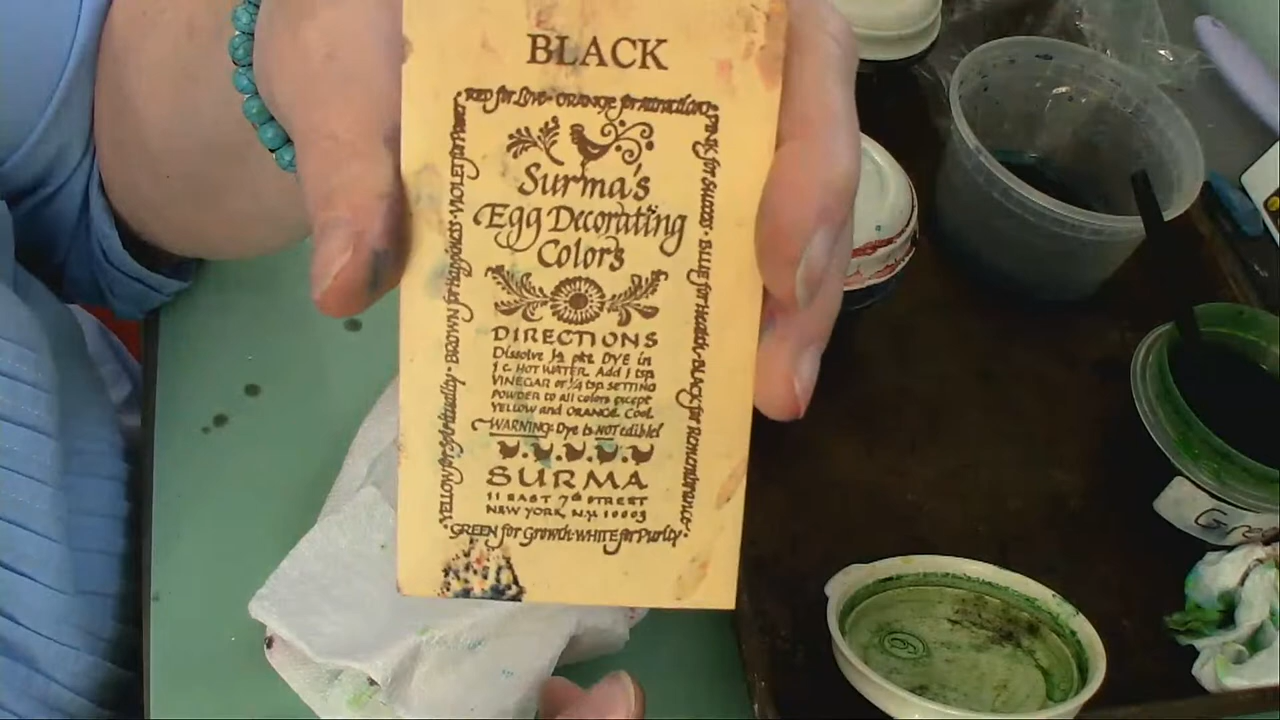 BLACK
RED for Love · ORANGE for Attraction ·
PINK for Success · BLUE for Health · BLACK for Remembrance ·
YELLOW for Spirituality · BROWN for Happiness · VIOLET for Power
Surma's
Egg Decorating
Colors
DIRECTIONS
Dissolve ½ pkt DYE in
1 c. HOT WATER. Add 1 tsp
VINEGAR or ¼ tsp SETTING
POWDER to all colors except
YELLOW and ORANGE. Cool.
WARNING: Dye is NOT edible!
SURMA
11 EAST 7th STREET
NEW YORK, N.Y. 10003
GREEN for Growth · WHITE for Purity ·
9